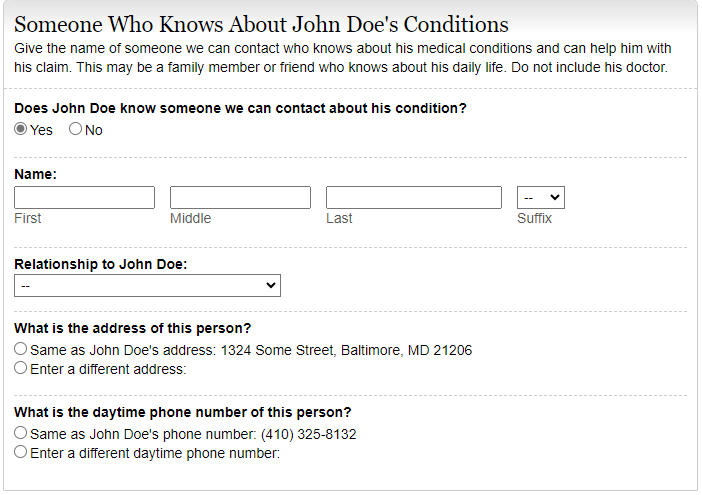 Someone Who Knows About John Doe's Conditions
Give the name of someone we can contact who knows about his medical conditions and can help him with
his claim. This may be a family member or friend who knows about his daily life. Do not include his doctor.
Does John Doe know someone we can contact about his condition?
Yes No
Name:
--
First Middle Last Suffix
Relationship to John Doe:
--
What is the address of this person?
Same as John Doe's address: 1324 Some Street, Baltimore, MD 21206
Enter a different address:
What is the daytime phone number of this person?
Same as John Doe's phone number: (410) 325-8132
Enter a different daytime phone number: